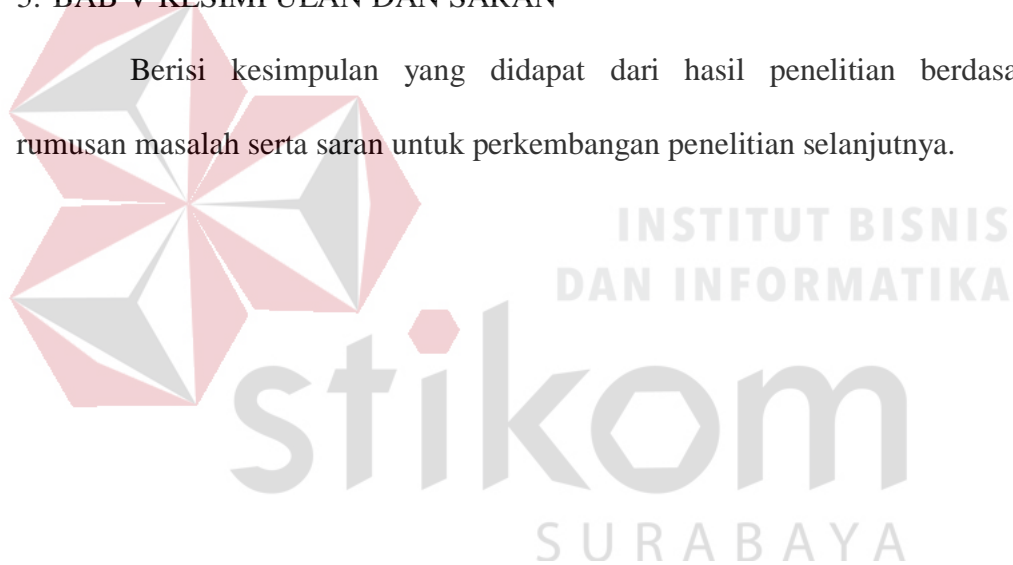 5. BAB V KESIMPULAN DAN SARAN
Berisi kesimpulan yang didapat dari hasil penelitian berdasa
rumusan masalah serta saran untuk perkembangan penelitian selanjutnya.
INSTITUT BISNIS
DAN INFORMATIKA
stikom
SURABAYA